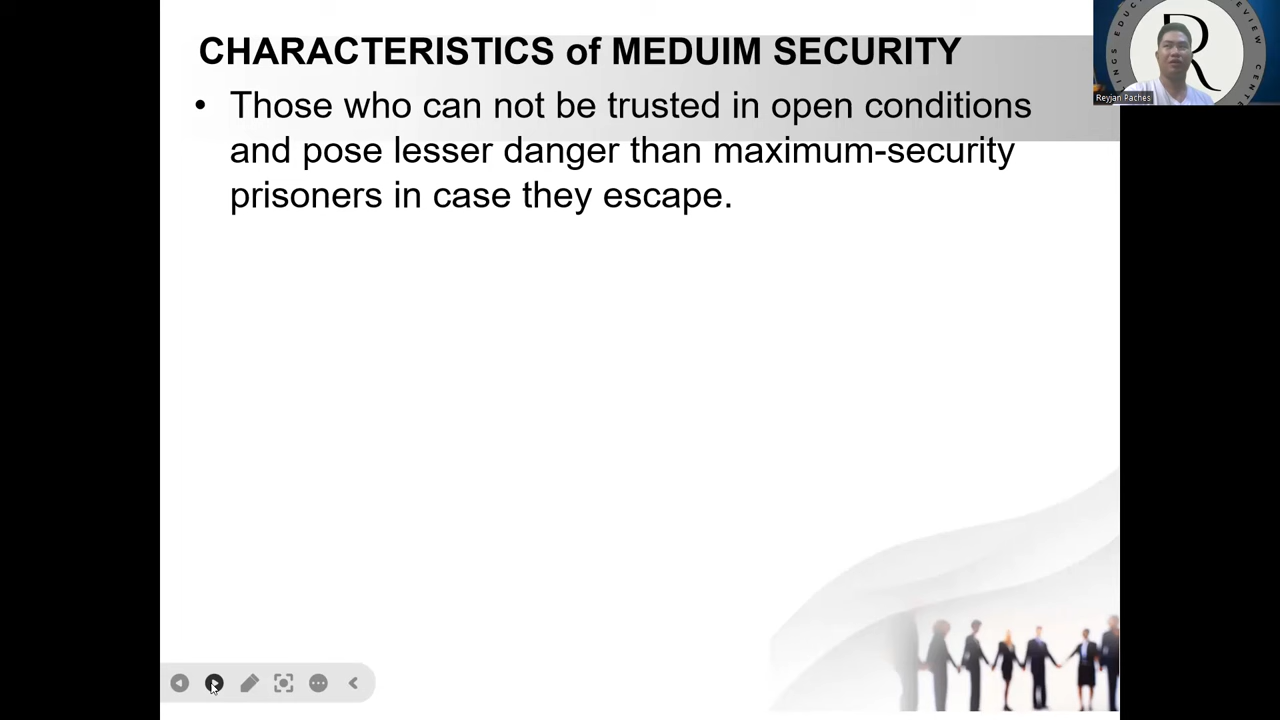 CHARACTERISTICS of MEDUIM SECURITY
• Those who can not be trusted in open conditions
and pose lesser danger than maximum-security
prisoners in case they escape.
R
Reyjan Paches